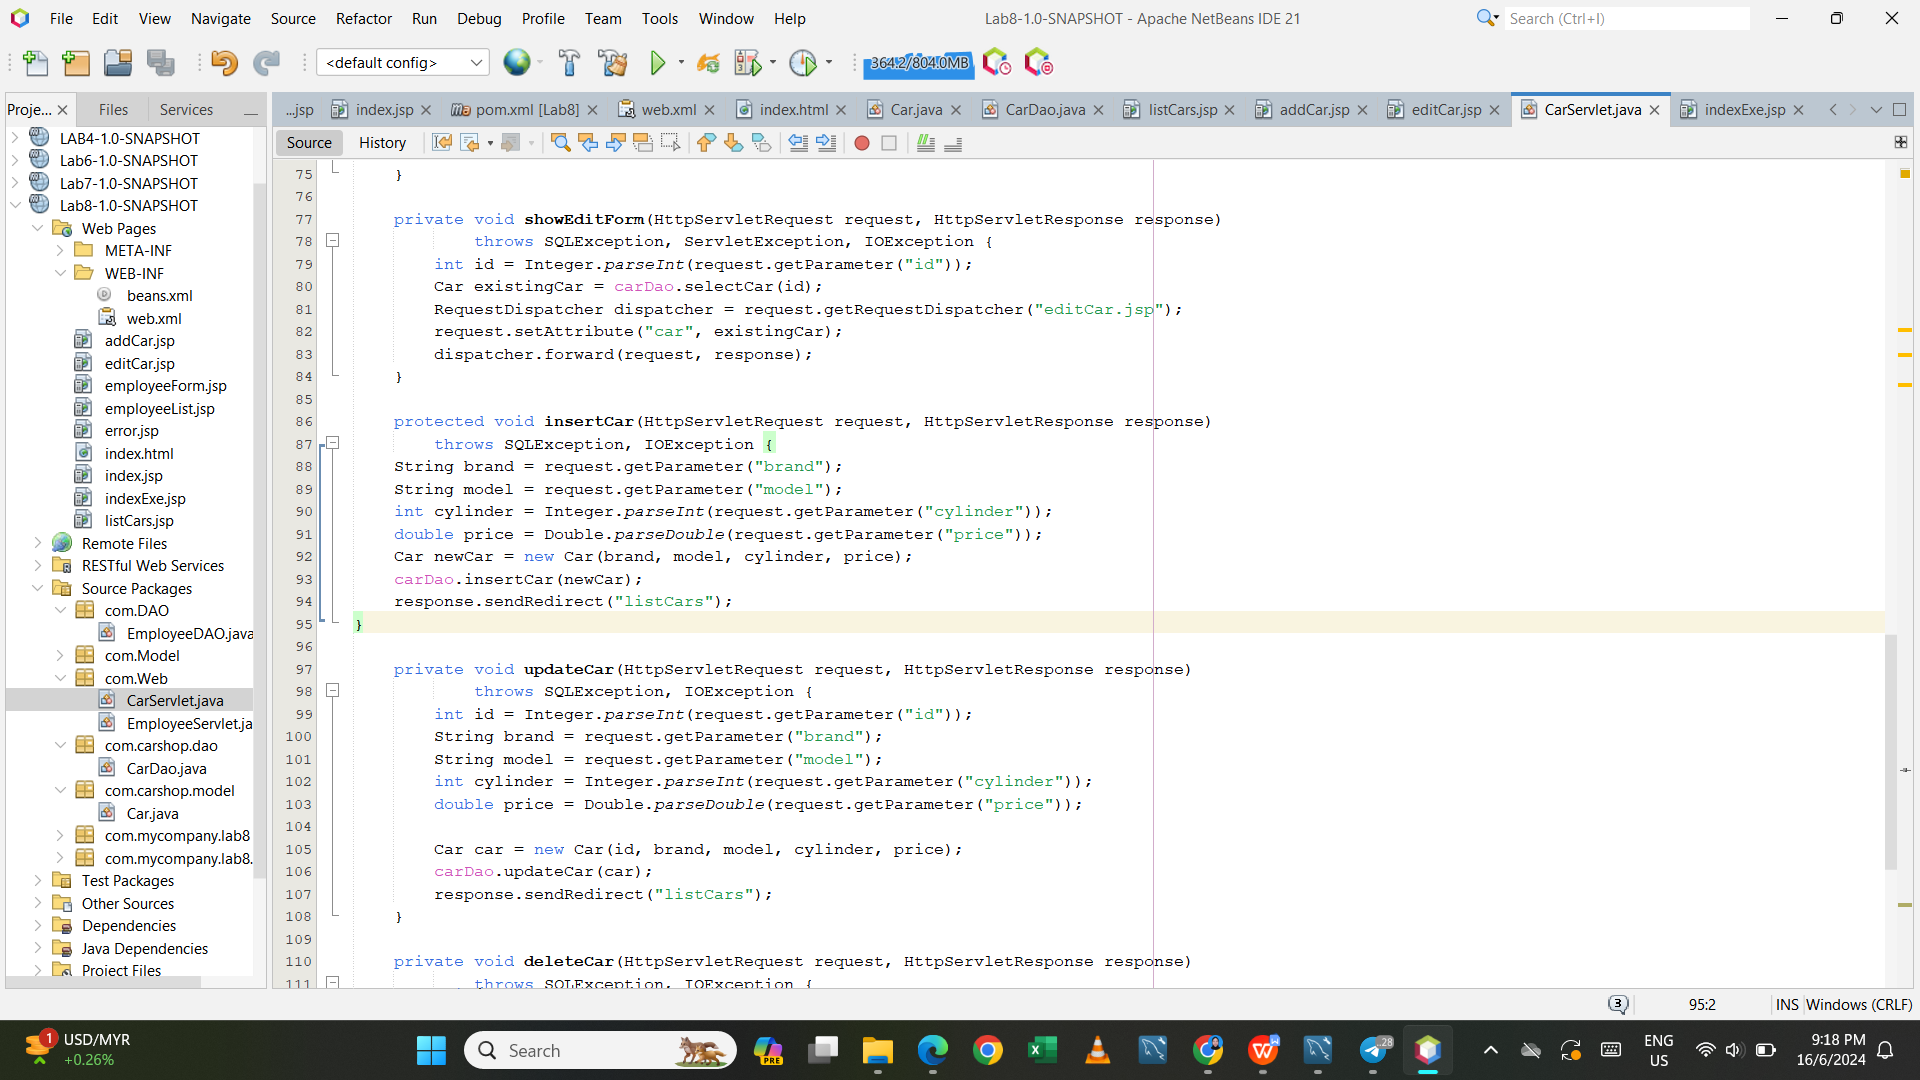 File Edit View Navigate Source Refactor Run Debug Profile Team Tools Window Help
Lab8-1.0-SNAPSHOT - Apache NetBeans IDE 21
Search (Ctrl+I)
<default config>
364.2/804.0MB
Proje...
Files
Services
...jsp
index.jsp
pom.xml [Lab8]
web.xml
index.html
Car.java
CarDao.java
listCars.jsp
addCar.jsp
editCar.jsp
CarServlet.java
indexExe.jsp
Source
History
LAB4-1.0-SNAPSHOT
Lab6-1.0-SNAPSHOT
Lab7-1.0-SNAPSHOT
Lab8-1.0-SNAPSHOT
Web Pages
META-INF
WEB-INF
beans.xml
web.xml
addCar.jsp
editCar.jsp
employeeForm.jsp
employeeList.jsp
error.jsp
index.html
index.jsp
indexExe.jsp
listCars.jsp
Remote Files
RESTful Web Services
Source Packages
com.DAO
EmployeeDAO.java
com.Model
com.Web
CarServlet.java
EmployeeServlet.ja
com.carshop.dao
CarDao.java
com.carshop.model
Car.java
com.mycompany.lab8
com.mycompany.lab8.
Test Packages
Other Sources
Dependencies
Java Dependencies
Project Files
75 }
76
77 private void showEditForm(HttpServletRequest request, HttpServletResponse response)
78 throws SQLException, ServletException, IOException {
79 int id = Integer.parseInt(request.getParameter("id"));
80 Car existingCar = carDao.selectCar(id);
81 RequestDispatcher dispatcher = request.getRequestDispatcher("editCar.jsp");
82 request.setAttribute("car", existingCar);
83 dispatcher.forward(request, response);
84 }
85
86 protected void insertCar(HttpServletRequest request, HttpServletResponse response)
87 throws SQLException, IOException {
88 String brand = request.getParameter("brand");
89 String model = request.getParameter("model");
90 int cylinder = Integer.parseInt(request.getParameter("cylinder"));
91 double price = Double.parseDouble(request.getParameter("price"));
92 Car newCar = new Car(brand, model, cylinder, price);
93 carDao.insertCar(newCar);
94 response.sendRedirect("listCars");
95 }
96
97 private void updateCar(HttpServletRequest request, HttpServletResponse response)
98 throws SQLException, IOException {
99 int id = Integer.parseInt(request.getParameter("id"));
100 String brand = request.getParameter("brand");
101 String model = request.getParameter("model");
102 int cylinder = Integer.parseInt(request.getParameter("cylinder"));
103 double price = Double.parseDouble(request.getParameter("price"));
104
105 Car car = new Car(id, brand, model, cylinder, price);
106 carDao.updateCar(car);
107 response.sendRedirect("listCars");
108 }
109
110 private void deleteCar(HttpServletRequest request, HttpServletResponse response)
111 throws SQLException, IOException {
3
95:2
INS
Windows (CRLF)
1
USD/MYR
+0.26%
Search
PRE
..28
ENG
US
9:18 PM
16/6/2024